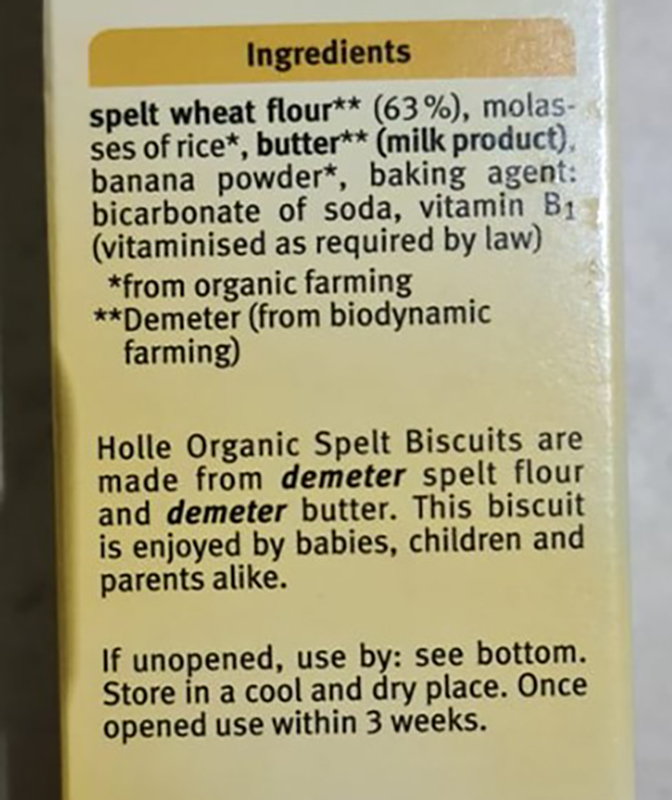 Ingredients
spelt wheat flour** (63%), molas-
ses of rice*, butter** (milk product),
banana powder*, baking agent:
bicarbonate of soda, vitamin B₁
(vitaminised as required by law)
*from organic farming
**Demeter (from biodynamic
farming)
Holle Organic Spelt Biscuits are
made from demeter spelt flour
and demeter butter. This biscuit
is enjoyed by babies, children and
parents alike.
If unopened, use by: see bottom.
Store in a cool and dry place. Once
opened use within 3 weeks.